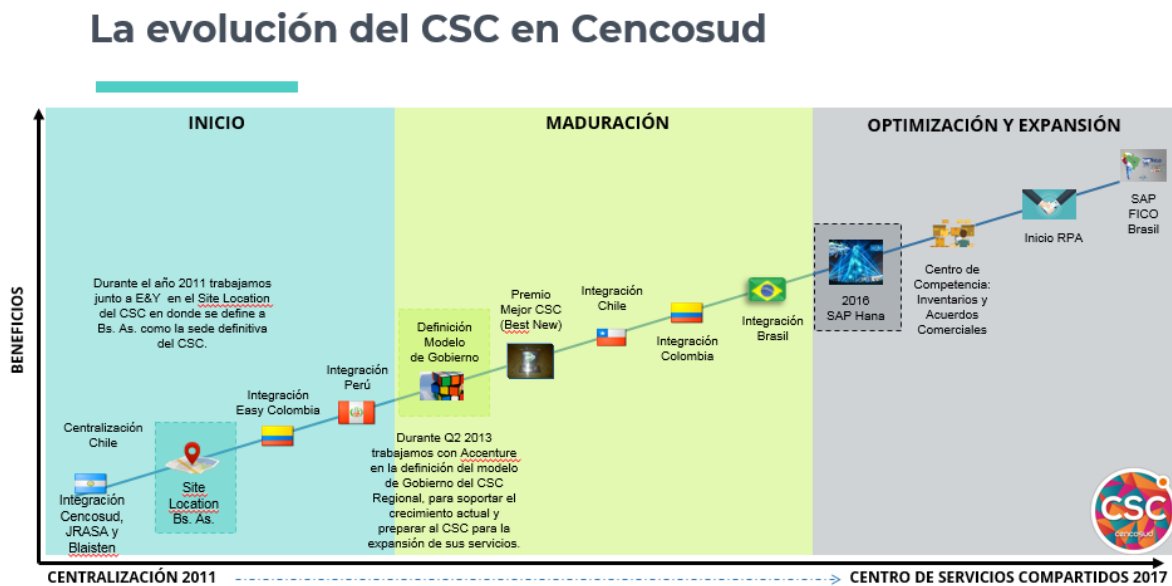 La evolución del CSC en Cencosud
INICIO
MADURACIÓN
OPTIMIZACIÓN Y EXPANSIÓN
BENEFICIOS
Durante el año 2011 trabajamos
junto a E&Y en el Site Location
del CSC en donde se define a
Bs. As. como la sede definitiva
del CSC.
Centralización
Chile
Integración
Cencosud,
JRASA y
Blaisten
Site
Location
Bs. As.
Integración
Easy Colombia
Integración
Perú
Definición
Modelo
de Gobierno
Durante Q2 2013
trabajamos con Accenture
en la definición del modelo
de Gobierno del CSC
Regional, para soportar el
crecimiento actual y
preparar al CSC para la
expansión de sus servicios.
Premio
Mejor CSC
(Best New)
Integración
Chile
Integración
Colombia
Integración
Brasil
2016
SAP Hana
Centro de
Competencia:
Inventarios y
Acuerdos
Comerciales
Inicio RPA
SAP
FICO
Brasil
CSC
cencosud
CENTRALIZACIÓN 2011
CENTRO DE SERVICIOS COMPARTIDOS 201